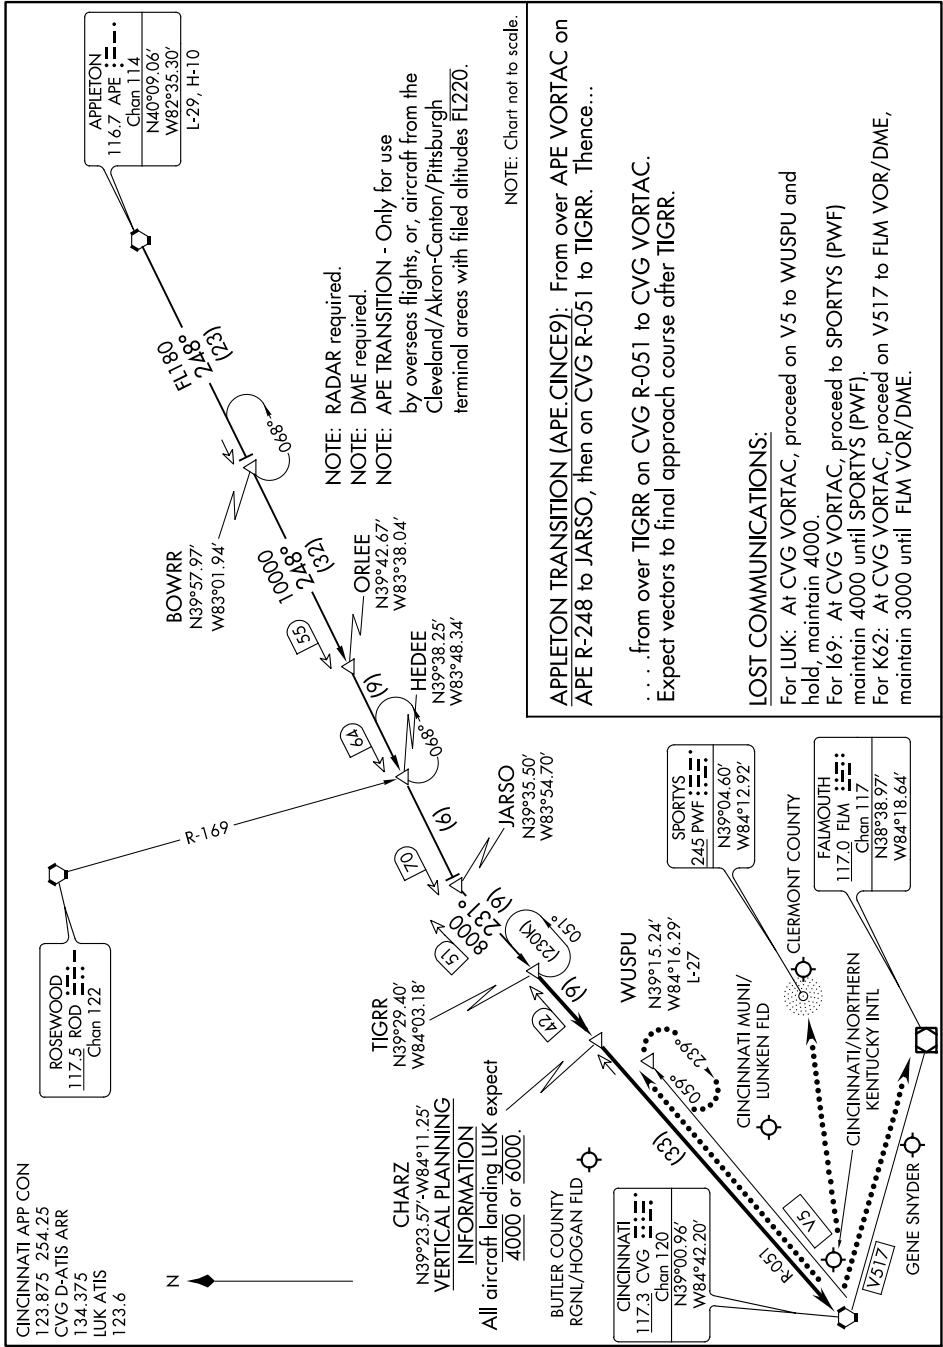 CINCINNATI APP CON
123.875 254.25
CVG D-ATIS ARR
134.375
LUK ATIS
123.6
N
ROSEWOOD
117.5 ROD
Chan 122
R-169
APPLETON
116.7 APE
Chan 114
N40°09.06′
W82°35.30′
L-29, H-10
FL180
248°
(23)
BOWRR
N39°57.97′
W83°01.94′
068°
10000
248°
(32)
55
ORLEE
N39°42.67′
W83°38.04′
(9)
64
HEDEE
N39°38.25′
W83°48.34′
068°
(6)
70
JARSO
N39°35.50′
W83°54.70′
51
8000
231°
(9)
TIGRR
N39°29.40′
W84°03.18′
(230K)
051°
(9)
42
CHARZ
N39°23.57′-W84°11.25′
VERTICAL PLANNING
INFORMATION
All aircraft landing LUK expect
4000 or 6000.
WUSPU
N39°15.24′
W84°16.29′
L-27
059°
239°
(33)
R-051
V5
V517
BUTLER COUNTY
RGNL/HOGAN FLD
CINCINNATI MUNI/
LUNKEN FLD
CINCINNATI
117.3 CVG
Chan 120
N39°00.96′
W84°42.20′
SPORTYS
245 PWF
N39°04.60′
W84°12.92′
CLERMONT COUNTY
FALMOUTH
117.0 FLM
Chan 117
N38°38.97′
W84°18.64′
CINCINNATI/NORTHERN
KENTUCKY INTL
GENE SNYDER
NOTE: RADAR required.
NOTE: DME required.
NOTE: APE TRANSITION - Only for use
by overseas flights, or, aircraft from the
Cleveland/Akron-Canton/Pittsburgh
terminal areas with filed altitudes FL220.
NOTE: Chart not to scale.
APPLETON TRANSITION (APE.CINCE9): From over APE VORTAC on
APE R-248 to JARSO, then on CVG R-051 to TIGRR. Thence...
. . . .from over TIGRR on CVG R-051 to CVG VORTAC.
Expect vectors to final approach course after TIGRR.
LOST COMMUNICATIONS:
For LUK: At CVG VORTAC, proceed on V5 to WUSPU and
hold, maintain 4000.
For I69: At CVG VORTAC, proceed to SPORTYS (PWF)
maintain 4000 until SPORTYS (PWF).
For K62: At CVG VORTAC, proceed on V517 to FLM VOR/DME,
maintain 3000 until FLM VOR/DME.